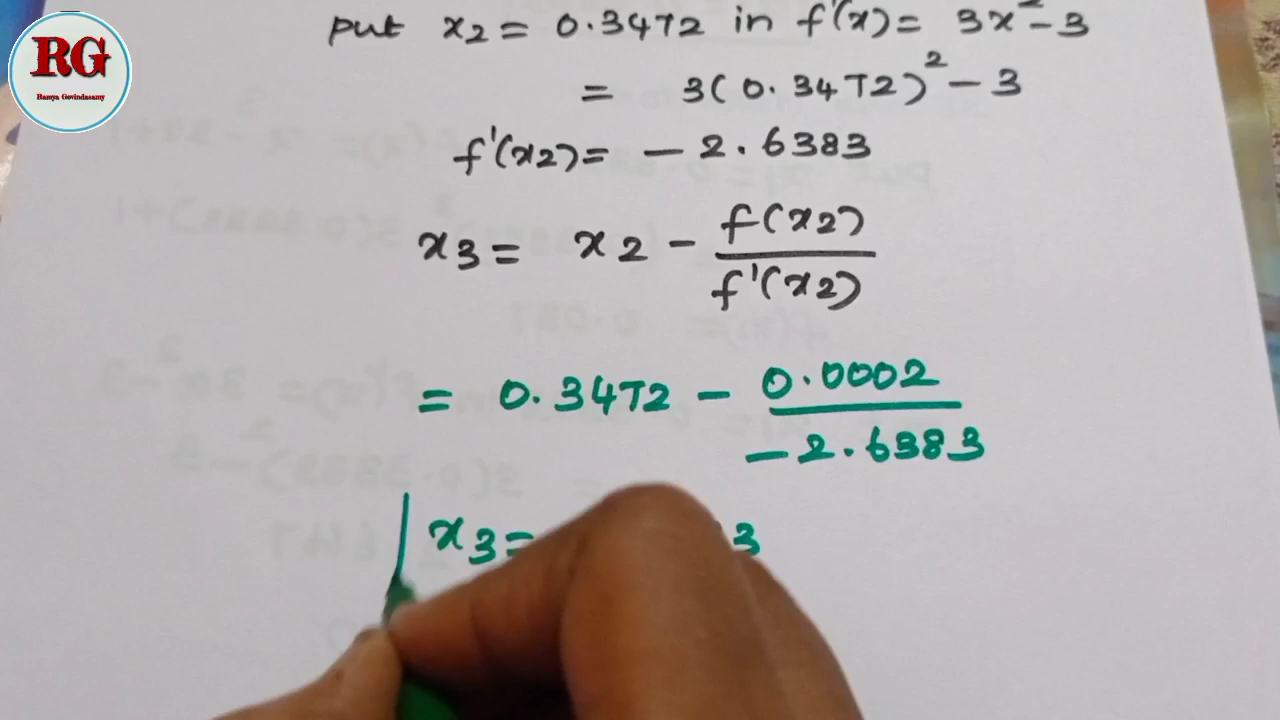 RG
Ramya Govindasamy
put x2 = 0.3472 in f'(x) = 3x²-3
= 3(0.3472)² - 3
f'(x2) = - 2.6383
x3 = x2 - f(x2)/f'(x2)
= 0.3472 - 0.0002/-2.6383
x3 = 3